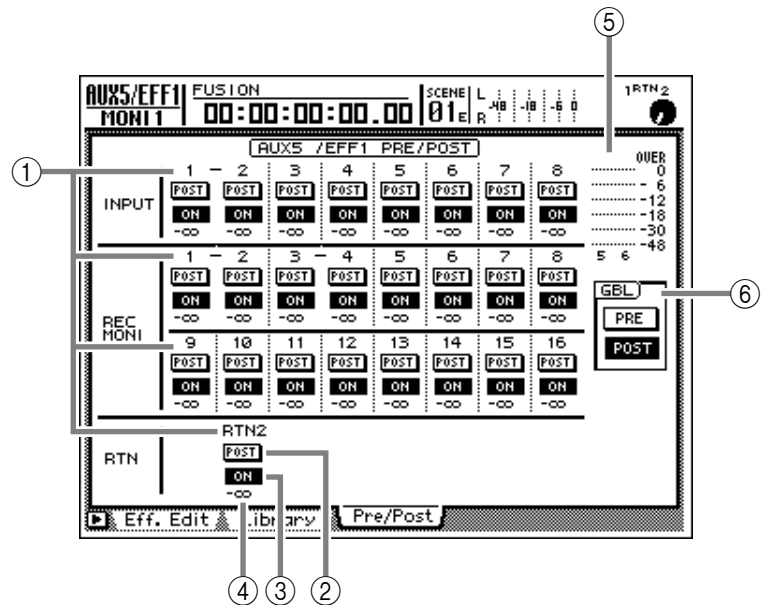 ⑤
AUX5/EFF1 FUSION SCENE L -48 -18 -6 0 1RTN2
MONI1 00:00:00:00.00 01E R
AUX5 /EFF1 PRE/POST
OVER
① 1 - 2 3 4 5 6 7 8 0
INPUT POST POST POST POST POST POST POST POST - 6
ON ON ON ON ON ON ON ON -12
-∞ -∞ -∞ -∞ -∞ -∞ -∞ -∞ -18
-30
-48
1 - 2 3 - 4 5 6 7 8 5 6
POST POST POST POST POST POST POST POST
ON ON ON ON ON ON ON ON GBL ⑥
-∞ -∞ -∞ -∞ -∞ -∞ -∞ -∞ PRE
REC
MONI
9 10 11 12 13 14 15 16 POST
POST POST POST POST POST POST POST POST
ON ON ON ON ON ON ON ON
-∞ -∞ -∞ -∞ -∞ -∞ -∞ -∞
RTN2
RTN POST
ON
-∞
Eff. Edit Library Pre/Post
④ ③ ②